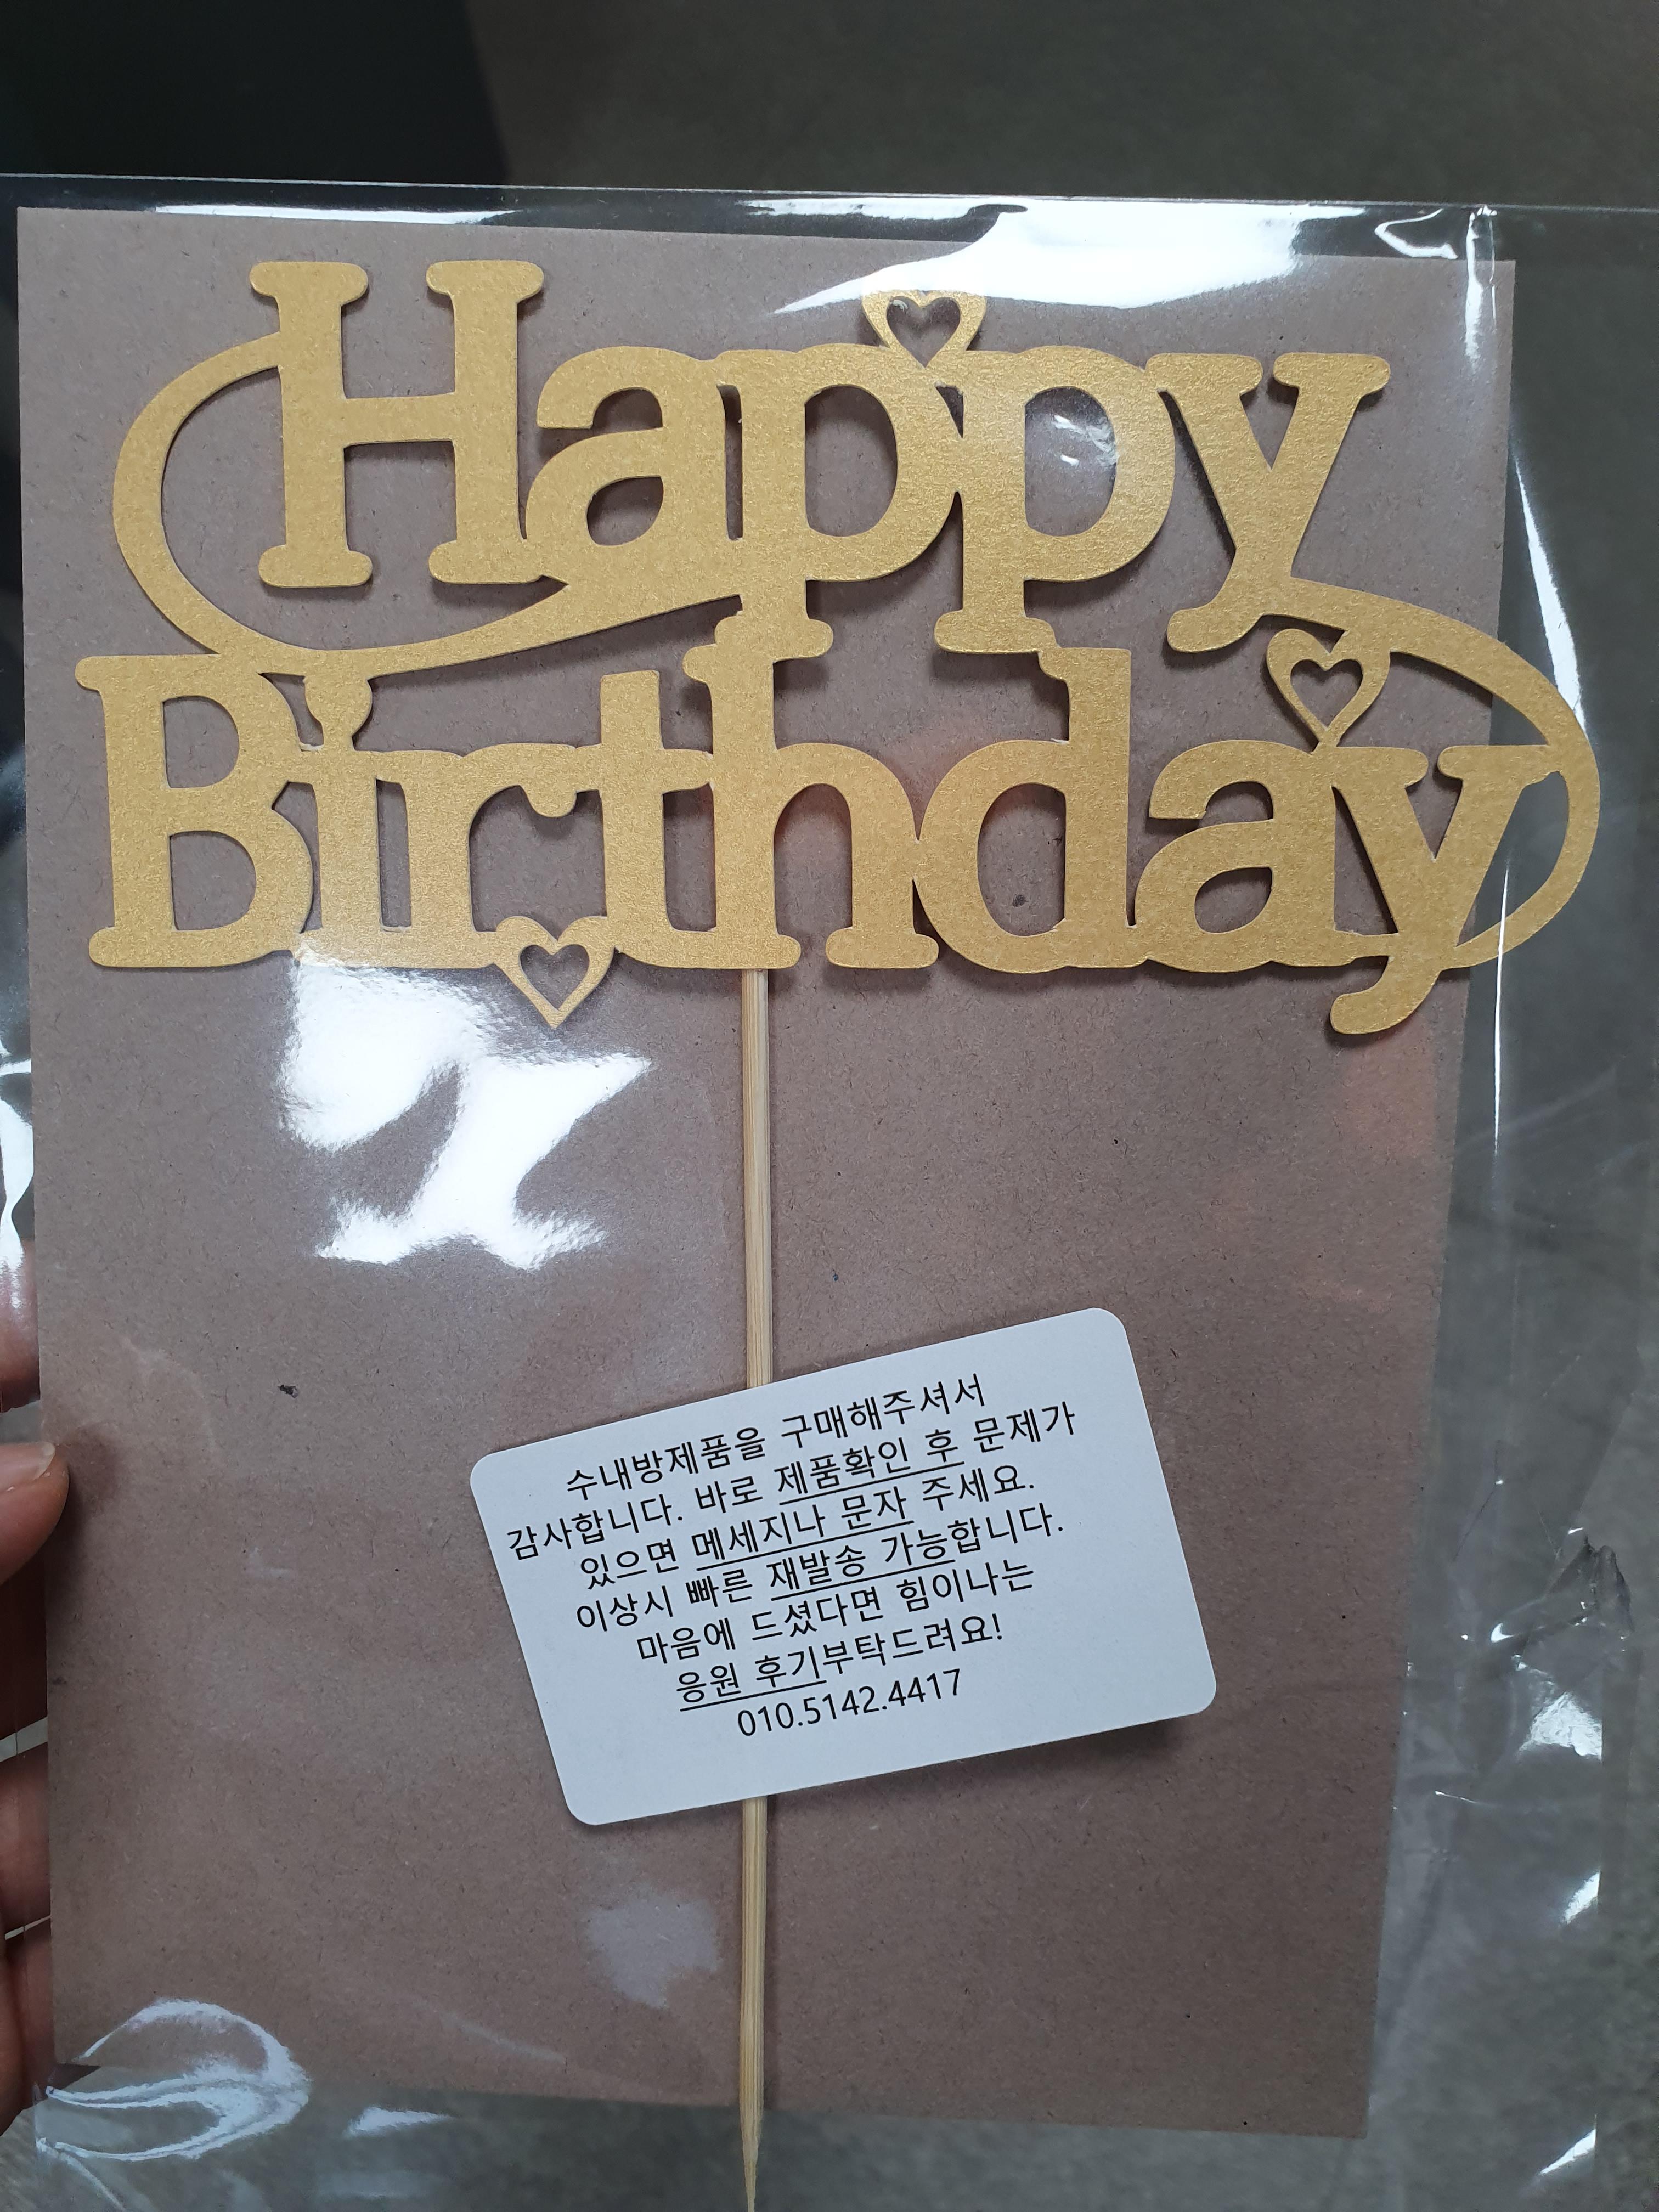 Happy
Birthday
수내방제품을 구매해주셔서
감사합니다. 바로 제품확인 후 문제가
있으면 메세지나 문자 주세요.
이상시 빠른 재발송 가능합니다.
마음에 드셨다면 힘이나는
응원 후기부탁드려요!
010.5142.4417